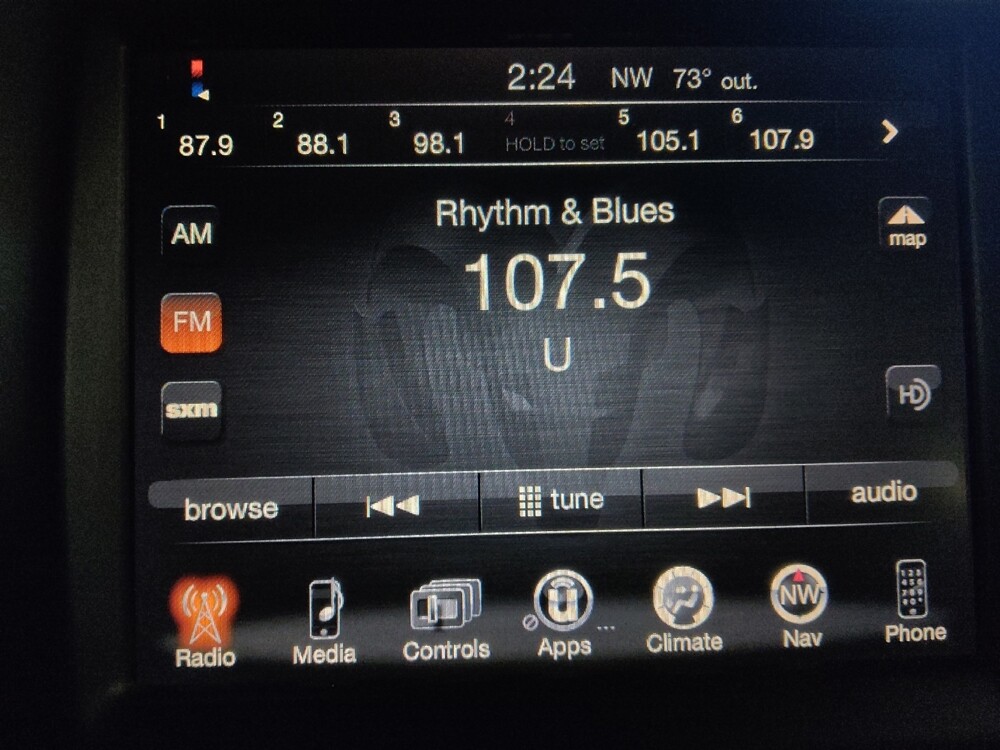 2:24 NW 73° out.
1 87.9 2 88.1 3 98.1 4 HOLD to set 5 105.1 6 107.9
Rhythm & Blues
AM
map
107.5
FM
U
HD
sxm
browse tune audio
NW
Radio Media Controls Apps ... Climate Nav Phone